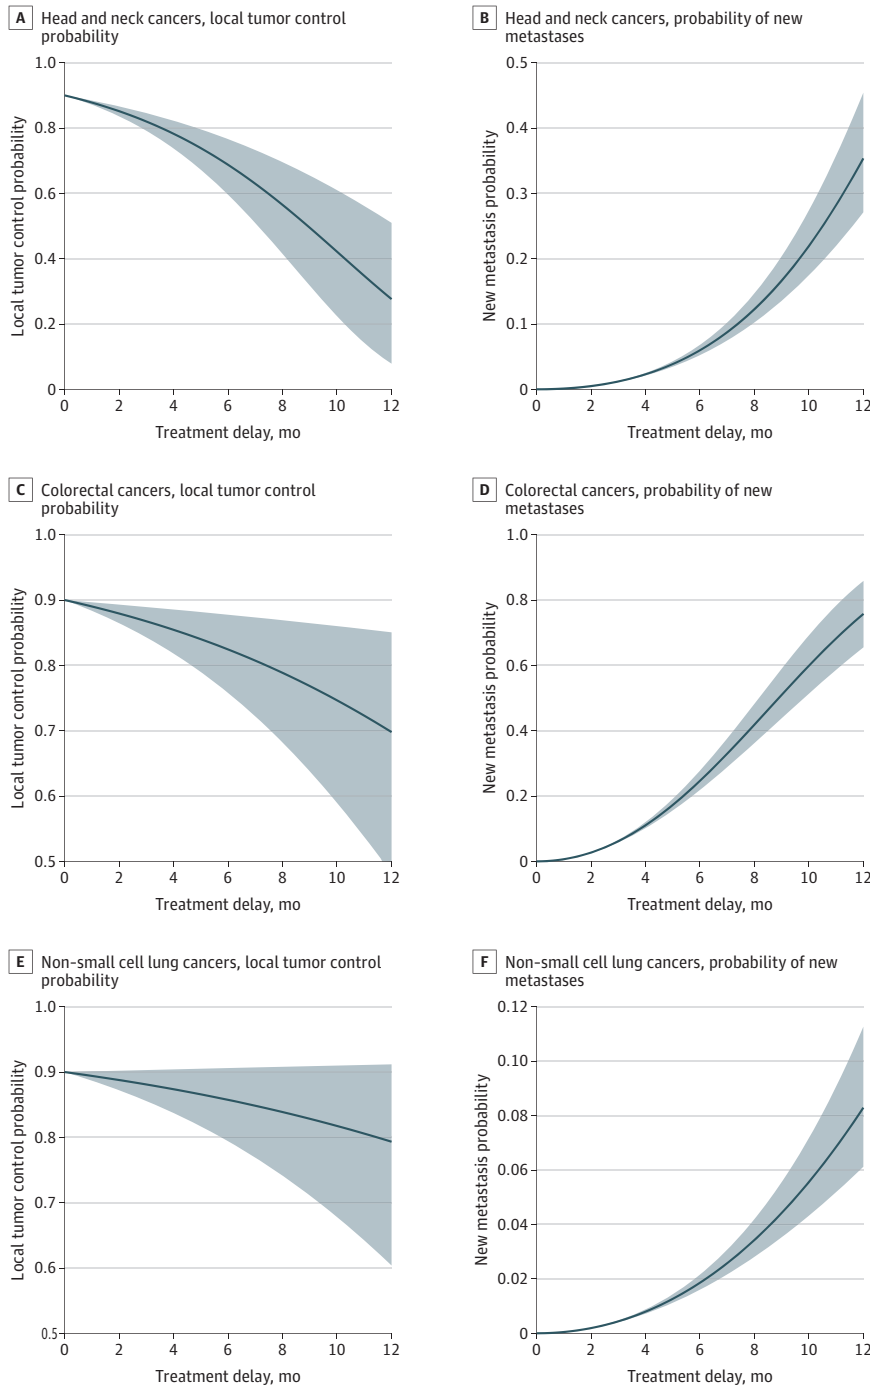 A Head and neck cancers, local tumor control
probability
Local tumor control probability
1.0
0.8
0.6
0.4
0.2
0
0 2 4 6 8 10 12
Treatment delay, mo
B Head and neck cancers, probability of new
metastases
New metastasis probability
0.5
0.4
0.3
0.2
0.1
0
0 2 4 6 8 10 12
Treatment delay, mo
C Colorectal cancers, local tumor control
probability
Local tumor control probability
1.0
0.9
0.8
0.7
0.6
0.5
0 2 4 6 8 10 12
Treatment delay, mo
D Colorectal cancers, probability of new
metastases
New metastasis probability
1.0
0.8
0.6
0.4
0.2
0
0 2 4 6 8 10 12
Treatment delay, mo
E Non–small cell lung cancers, local tumor control
probability
Local tumor control probability
1.0
0.9
0.8
0.7
0.6
0.5
0 2 4 6 8 10 12
Treatment delay, mo
F Non–small cell lung cancers, probability of new
metastases
New metastasis probability
0.12
0.10
0.08
0.06
0.04
0.02
0
0 2 4 6 8 10 12
Treatment delay, mo